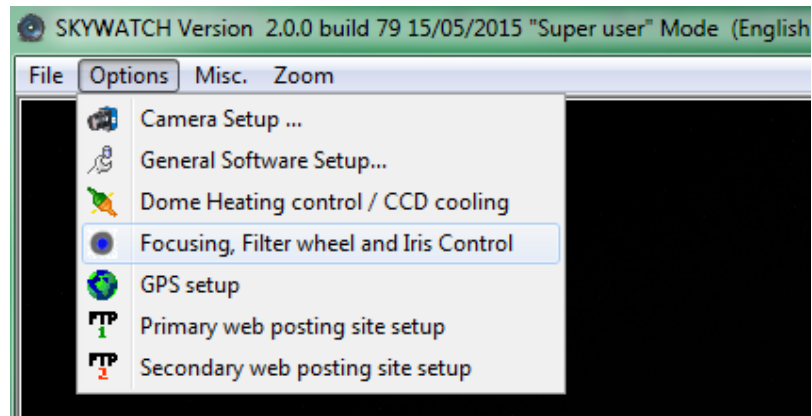 SKYWATCH Version 2.0.0 build 79 15/05/2015 "Super user" Mode (English
File Options Misc. Zoom
Camera Setup ...
General Software Setup...
Dome Heating control / CCD cooling
Focusing, Filter wheel and Iris Control
GPS setup
FTP 1 Primary web posting site setup
FTP 2 Secondary web posting site setup